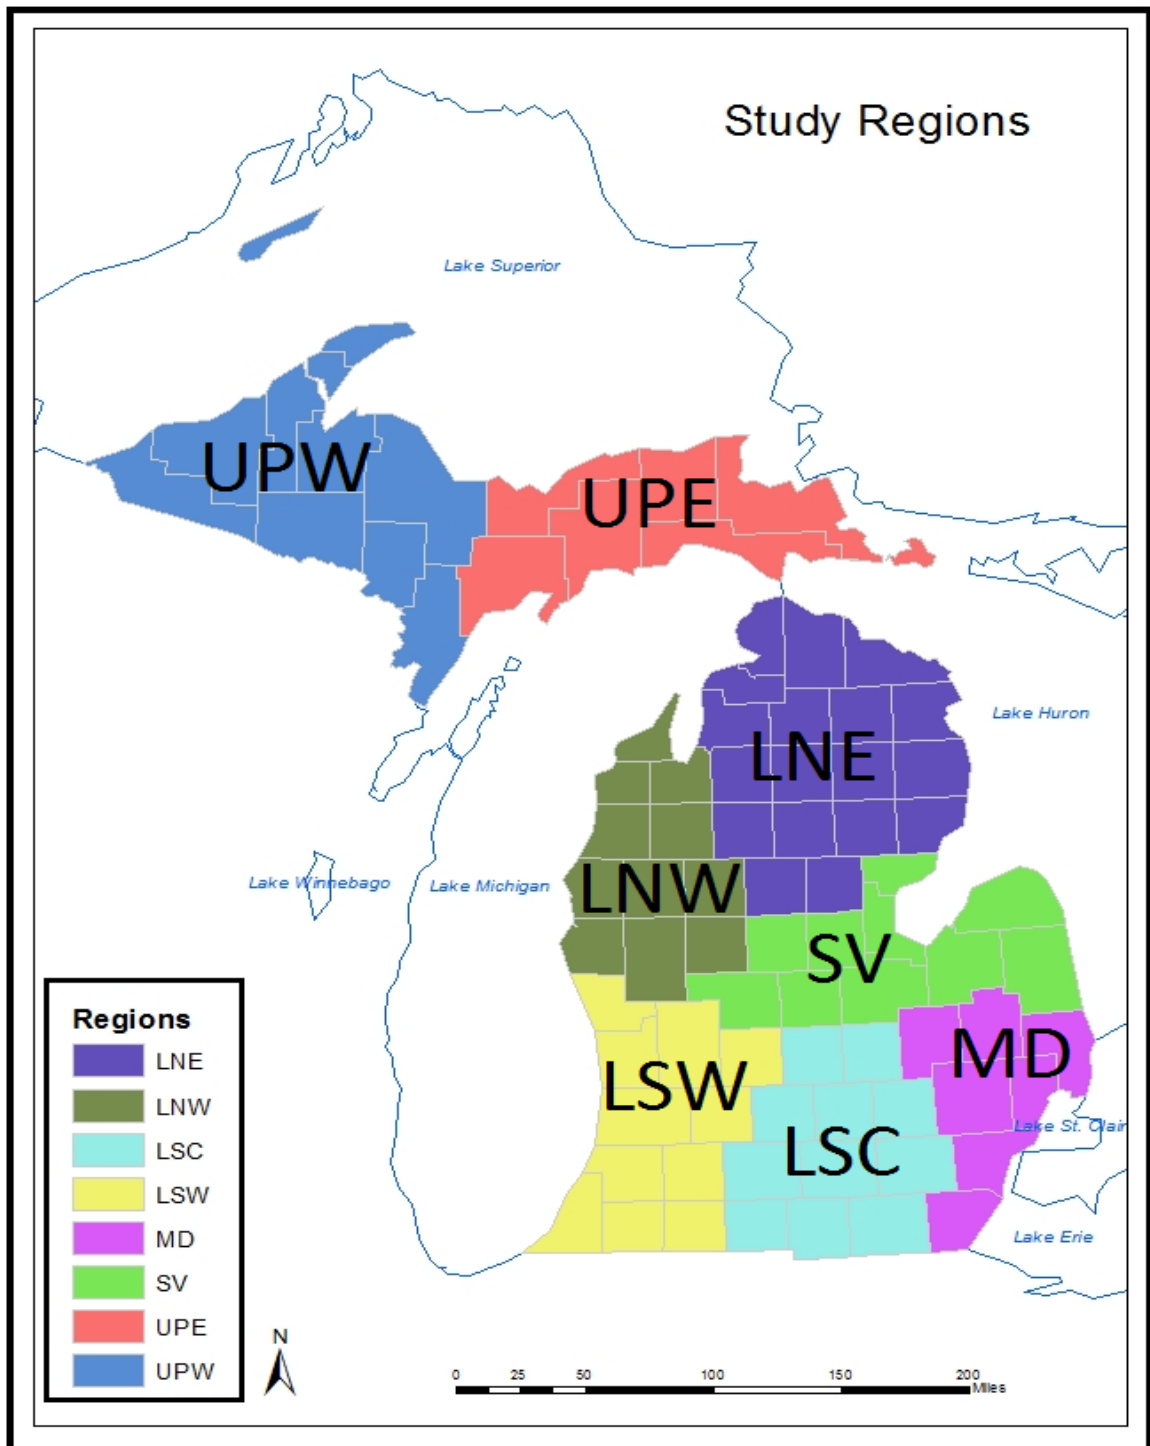 Study Regions
Lake Superior
UPW
UPE
Lake Huron
LNE
Lake Winnebago
Lake Michigan
LNW
SV
MD
LSW
Lake St. Clair
LSC
Lake Erie
Regions
LNE
LNW
LSC
LSW
MD
SV
UPE
UPW
N
0 25 50 100 150 200
Miles